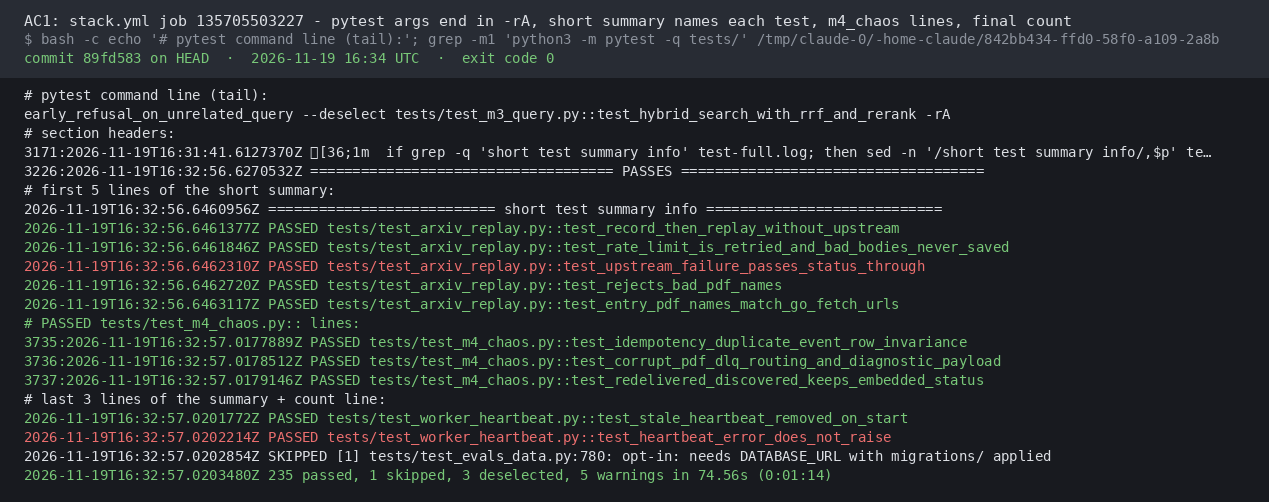 AC1: stack.yml job 135705503227 - pytest args end in -rA, short summary names each test, m4_chaos lines, final count
$ bash -c echo '# pytest command line (tail):'; grep -m1 'python3 -m pytest -q tests/' /tmp/claude-0/-home-claude/842bb434-ffd0-58f0-a109-2a8b
commit 89fd583 on HEAD · 2026-11-19 16:34 UTC · exit code 0
# pytest command line (tail):
early_refusal_on_unrelated_query --deselect tests/test_m3_query.py::test_hybrid_search_with_rrf_and_rerank -rA
# section headers:
3171:2026-11-19T16:31:41.6127370Z [36;1m  if grep -q 'short test summary info' test-full.log; then sed -n '/short test summary info/,$p' te…
3226:2026-11-19T16:32:56.6270532Z ==================================== PASSES ====================================
# first 5 lines of the short summary:
2026-11-19T16:32:56.6460956Z =========================== short test summary info ============================
2026-11-19T16:32:56.6461377Z PASSED tests/test_arxiv_replay.py::test_record_then_replay_without_upstream
2026-11-19T16:32:56.6461846Z PASSED tests/test_arxiv_replay.py::test_rate_limit_is_retried_and_bad_bodies_never_saved
2026-11-19T16:32:56.6462310Z PASSED tests/test_arxiv_replay.py::test_upstream_failure_passes_status_through
2026-11-19T16:32:56.6462720Z PASSED tests/test_arxiv_replay.py::test_rejects_bad_pdf_names
2026-11-19T16:32:56.6463117Z PASSED tests/test_arxiv_replay.py::test_entry_pdf_names_match_go_fetch_urls
# PASSED tests/test_m4_chaos.py:: lines:
3735:2026-11-19T16:32:57.0177889Z PASSED tests/test_m4_chaos.py::test_idempotency_duplicate_event_row_invariance
3736:2026-11-19T16:32:57.0178512Z PASSED tests/test_m4_chaos.py::test_corrupt_pdf_dlq_routing_and_diagnostic_payload
3737:2026-11-19T16:32:57.0179146Z PASSED tests/test_m4_chaos.py::test_redelivered_discovered_keeps_embedded_status
# last 3 lines of the summary + count line:
2026-11-19T16:32:57.0201772Z PASSED tests/test_worker_heartbeat.py::test_stale_heartbeat_removed_on_start
2026-11-19T16:32:57.0202214Z PASSED tests/test_worker_heartbeat.py::test_heartbeat_error_does_not_raise
2026-11-19T16:32:57.0202854Z SKIPPED [1] tests/test_evals_data.py:780: opt-in: needs DATABASE_URL with migrations/ applied
2026-11-19T16:32:57.0203480Z 235 passed, 1 skipped, 3 deselected, 5 warnings in 74.56s (0:01:14)